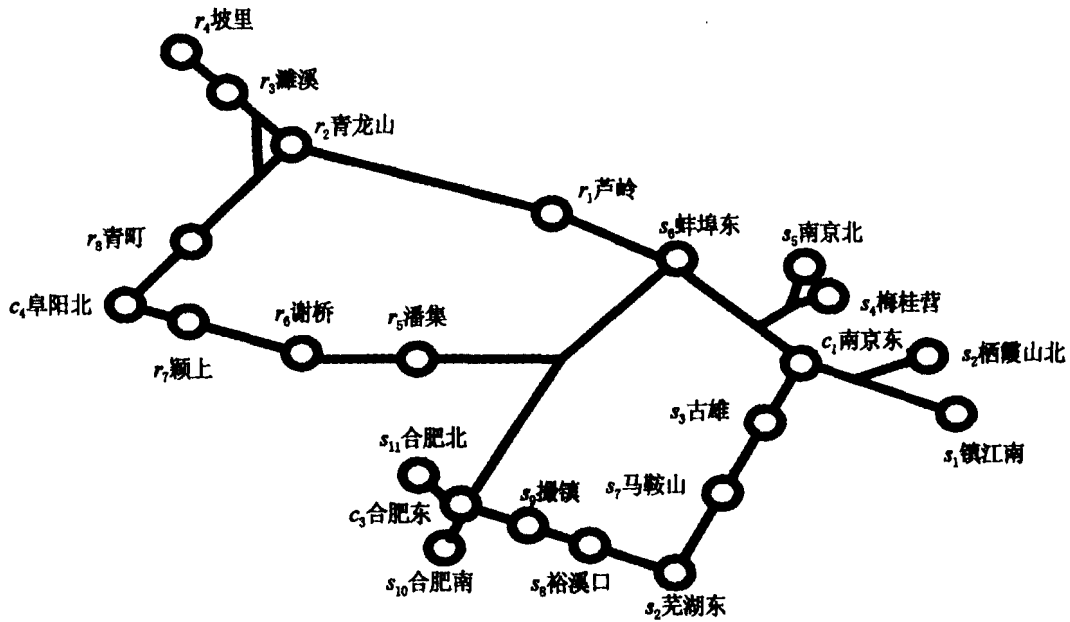 r₄坡里
r₃濉溪
r₂青龙山
r₁芦岭
s₆蚌埠东
s₅南京北
r₈青町
s₄梅桂营
c₄阜阳北
r₆谢桥
r₅潘集
c₁南京东
s₂栖霞山北
r₇颍上
s₃古雄
s₁₁合肥北
s₁镇江南
s₇马鞍山
s₉撮镇
c₃合肥东
s₁₀合肥南
s₈裕溪口
s₂芜湖东